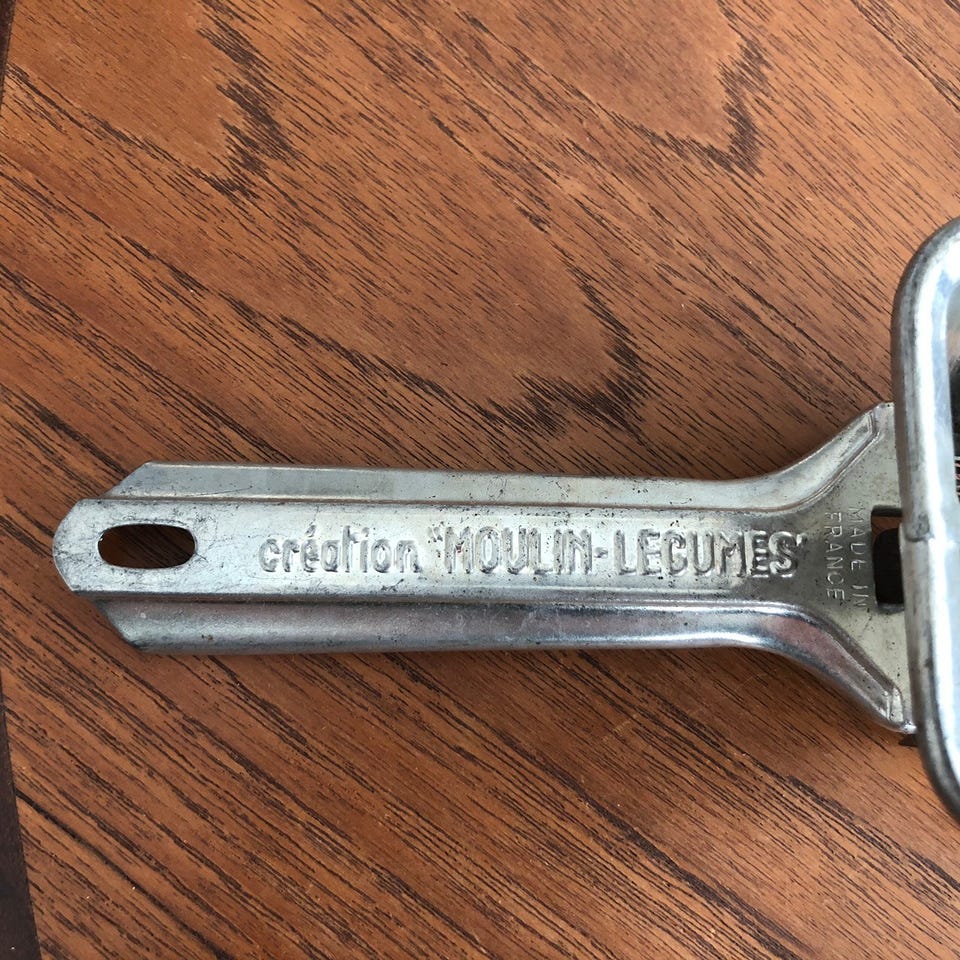 création "MOULIN-LEGUMES"
MADE IN
FRANCE